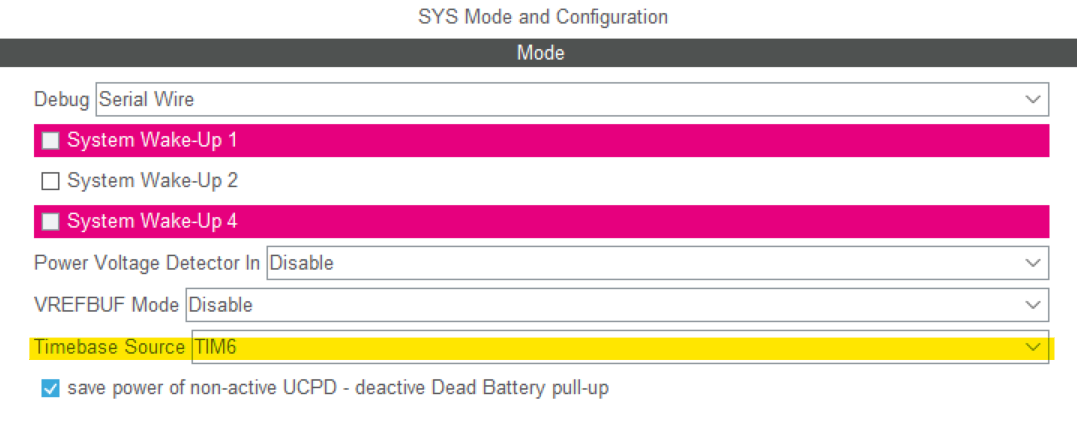 SYS Mode and Configuration
Mode
Debug Serial Wire
System Wake-Up 1
System Wake-Up 2
System Wake-Up 4
Power Voltage Detector In Disable
VREFBUF Mode Disable
Timebase Source TIM6
save power of non-active UCPD - deactive Dead Battery pull-up